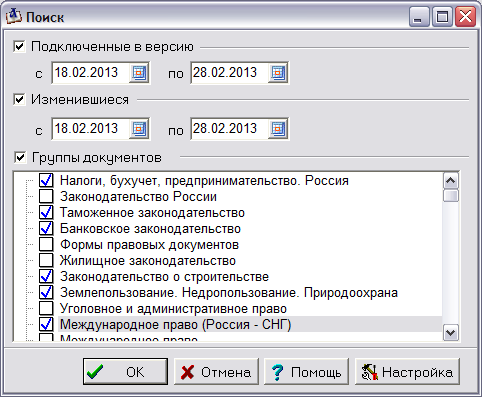 Поиск
Подключенные в версию
с 18.02.2013 по 28.02.2013
Изменившиеся
с 18.02.2013 по 28.02.2013
Группы документов
Налоги, бухучет, предпринимательство. Россия
Законодательство России
Таможенное законодательство
Банковское законодательство
Формы правовых документов
Жилищное законодательство
Законодательство о строительстве
Землепользование. Недропользование. Природоохрана
Уголовное и административное право
Международное право (Россия - СНГ)
Международное право
OK Отмена Помощь Настройка